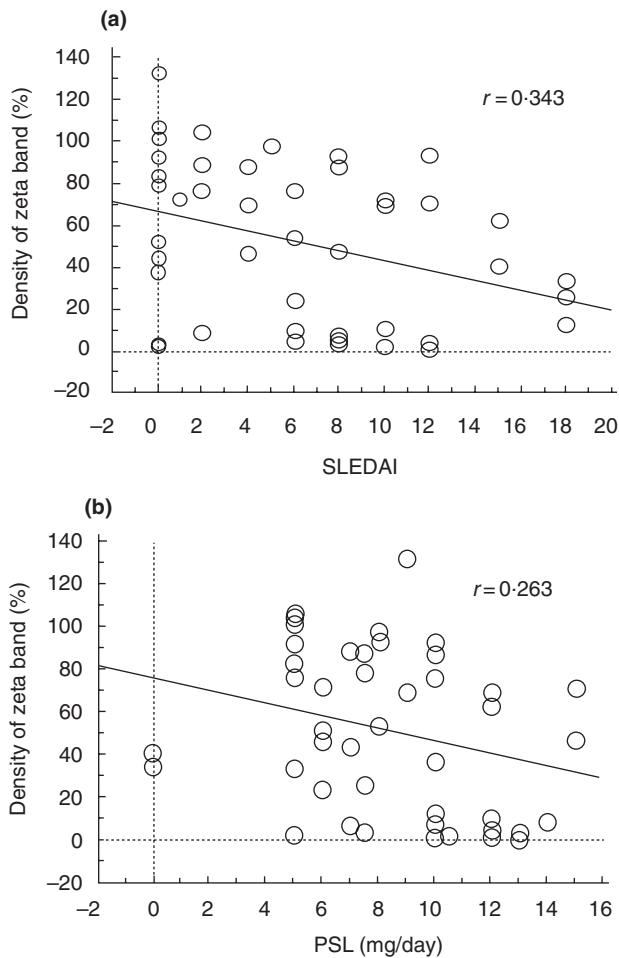 (a)
140
120
100
80
60
40
20
0
−20
Density of zeta band (%)
r = 0·343
−2 0 2 4 6 8 10 12 14 16 18 20
SLEDAI
(b)
140
120
100
80
60
40
20
0
−20
Density of zeta band (%)
r = 0·263
−2 0 2 4 6 8 10 12 14 16
PSL (mg/day)